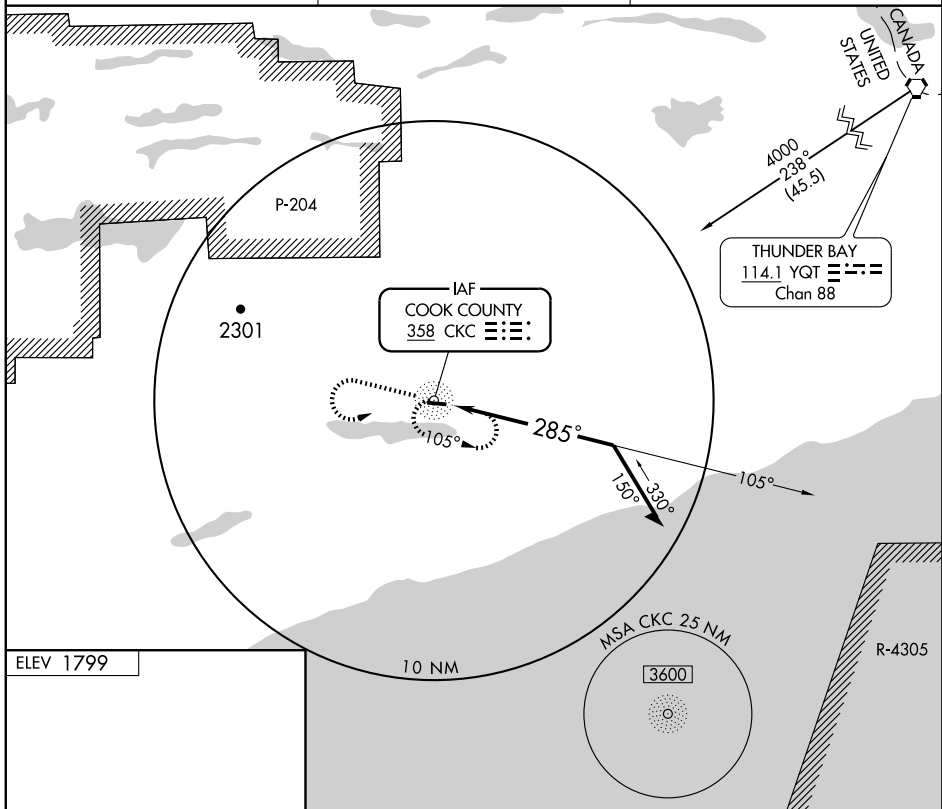 CANADA
UNITED
STATES
4000
238°
(45.5)
P-204
THUNDER BAY
114.1 YQT
Chan 88
IAF
COOK COUNTY
358 CKC
2301
285°
105°
105°
330°
150°
MSA CKC 25 NM
3600
R-4305
ELEV 1799
10 NM